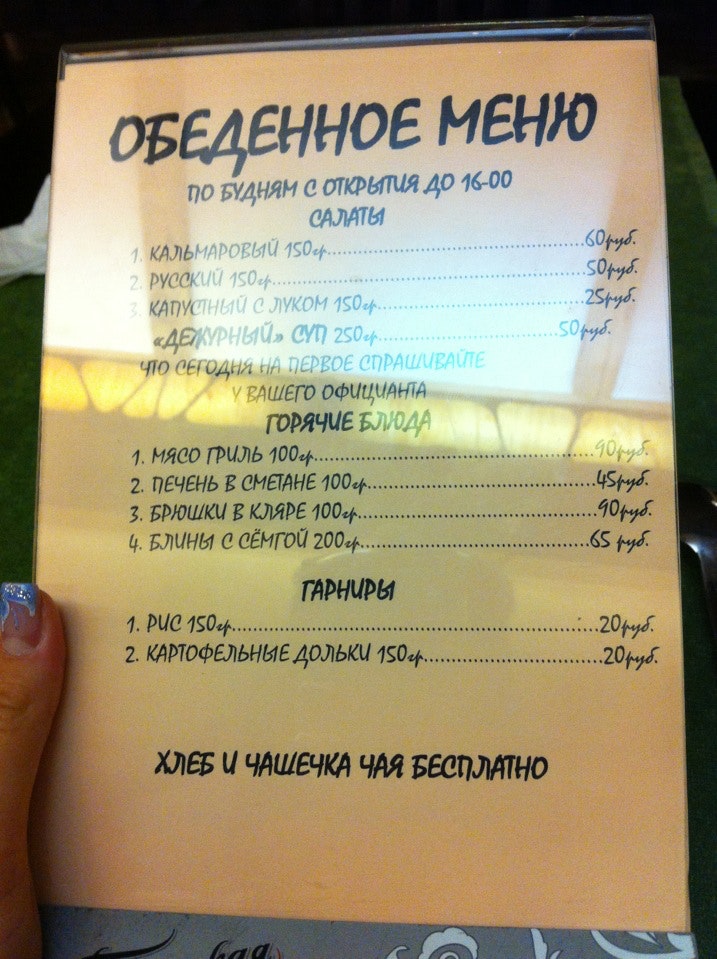 ОБЕДЕННОЕ МЕНЮ
ПО БУДНЯМ С ОТКРЫТИЯ ДО 16-00
САЛАТЫ
1. КАЛЬМАРОВЫЙ 150гр.......................................60руб.
2. РУССКИЙ 150гр...............................................50руб.
3. КАПУСТНЫЙ С ЛУКОМ 150гр...............................25руб.
«ДЕЖУРНЫЙ» СУП 250гр...........................50руб.
ЧТО СЕГОДНЯ НА ПЕРВОЕ СПРАШИВАЙТЕ
У ВАШЕГО ОФИЦИАНТА
ГОРЯЧИЕ БЛЮДА
1. МЯСО ГРИЛЬ 100гр...........................................90руб.
2. ПЕЧЕНЬ В СМЕТАНЕ 100гр..................................45руб.
3. БРЮШКИ В КЛЯРЕ 100гр....................................90руб.
4. БЛИНЫ С СЁМГОЙ 200гр...................................65 руб.
ГАРНИРЫ
1. РИС 150гр.......................................................20руб.
2. КАРТОФЕЛЬНЫЕ ДОЛЬКИ 150гр..........................20руб.
ХЛЕБ И ЧАШЕЧКА ЧАЯ БЕСПЛАТНО